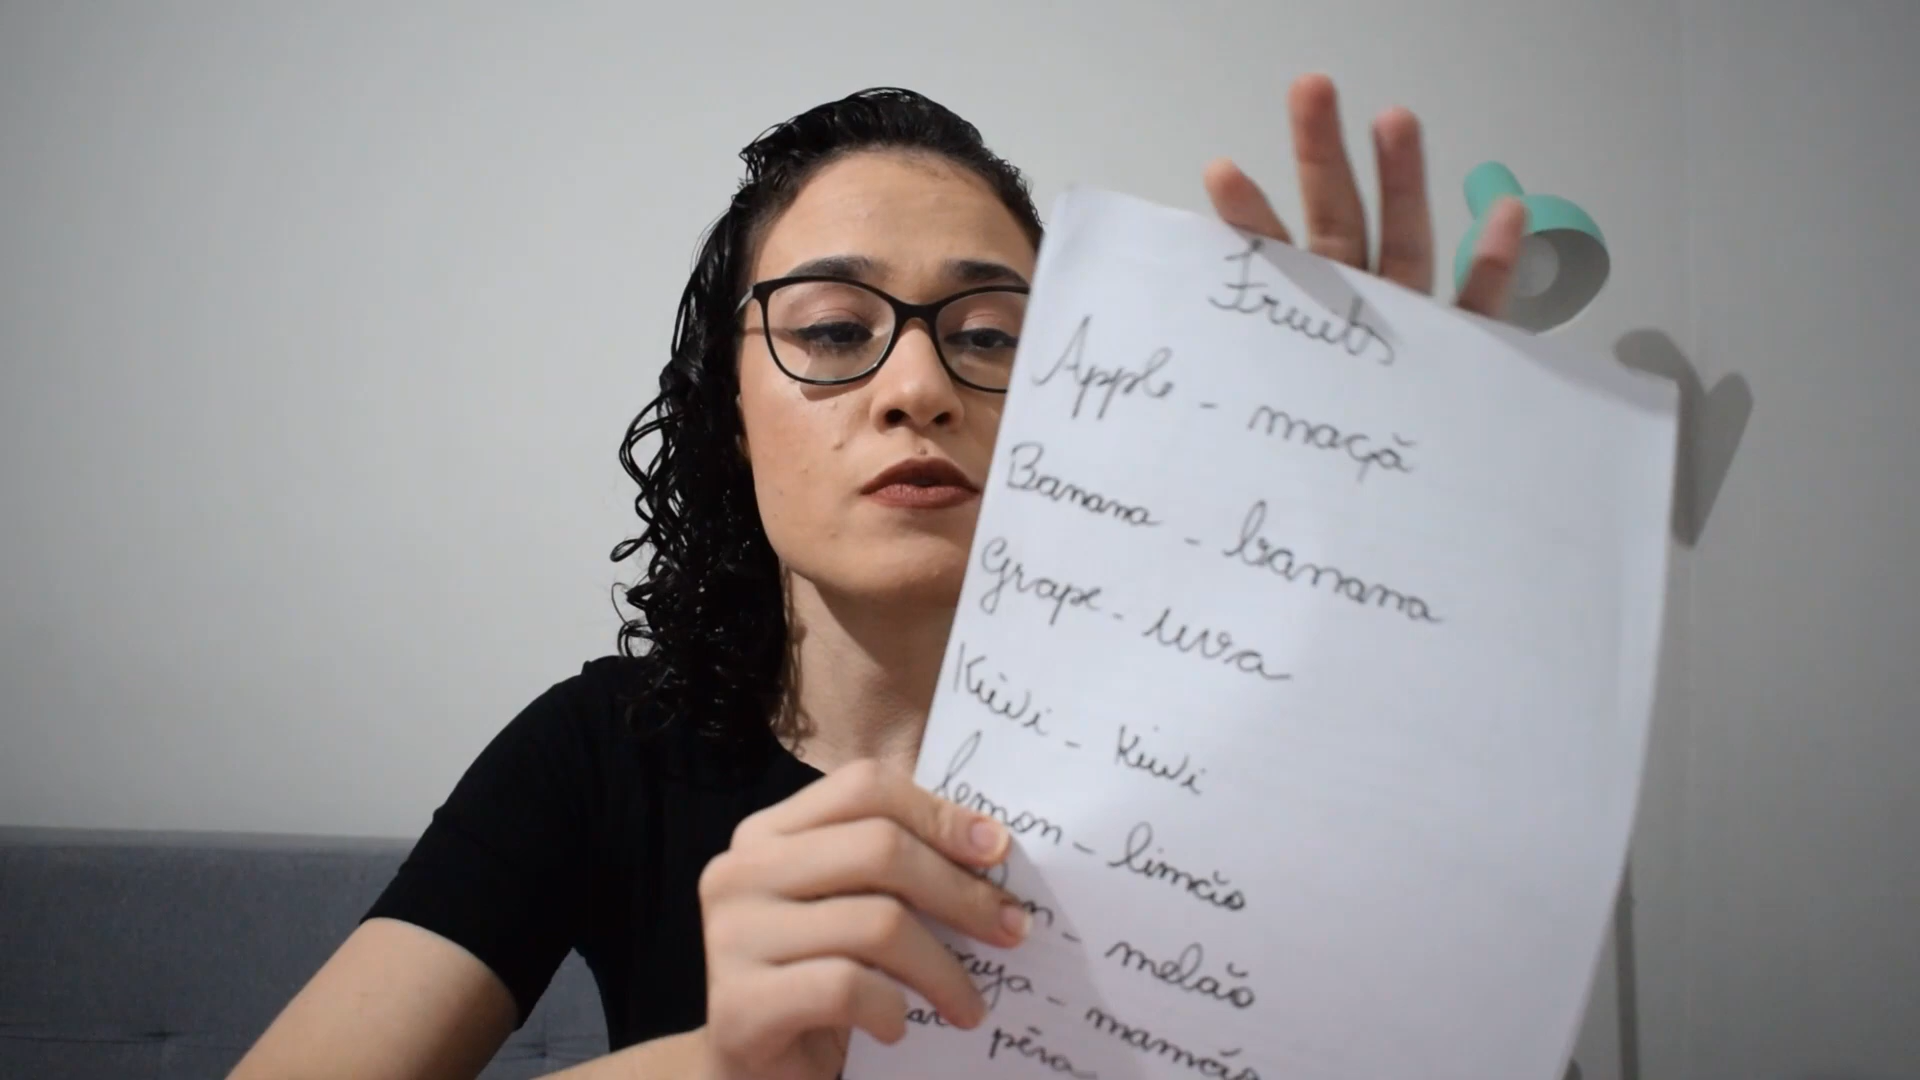 Fruits
Apple - maçã
Banana - banana
Grape - uva
Kiwi - Kiwi
Lemon - limão
- melão
- mamão
pêra